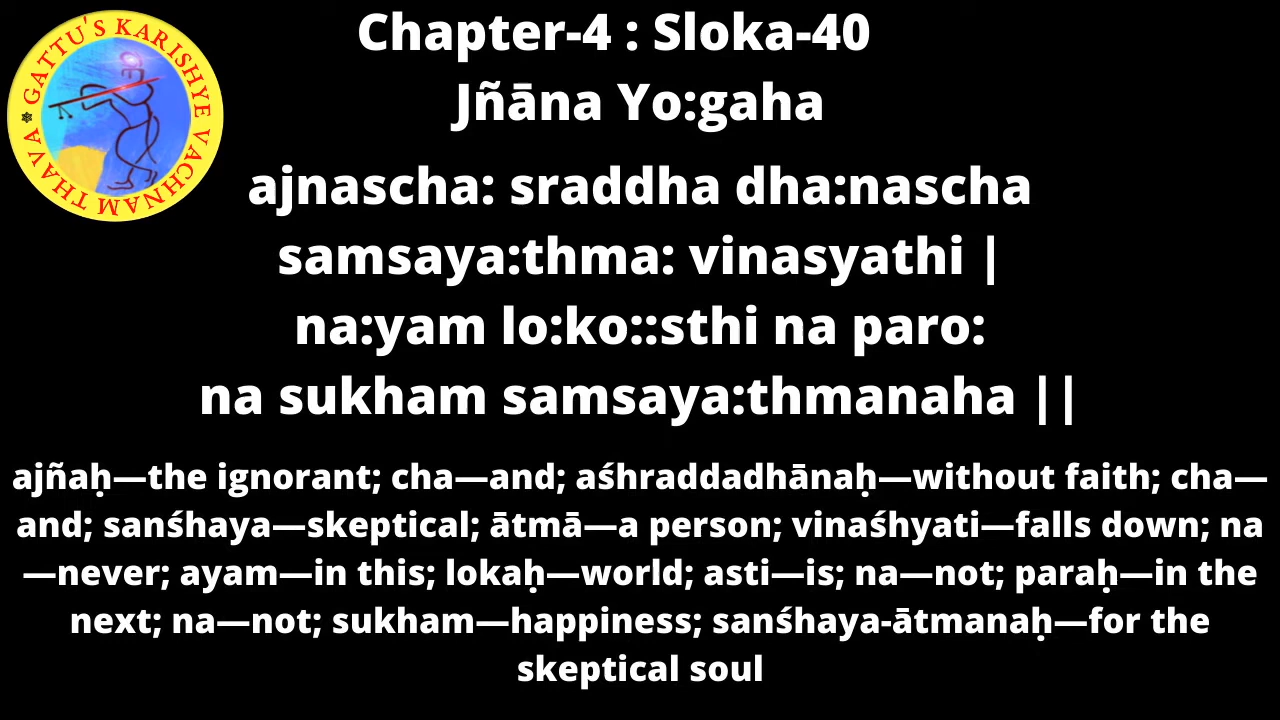 GATTU'S KARISHYE VACHNAM THAVA
Chapter-4 : Sloka-40
Jñāna Yo:gaha
ajnascha: sraddha dha:nascha
samsaya:thma: vinasyathi |
na:yam lo:ko::sthi na paro:
na sukham samsaya:thmanaha ||
ajñaḥ—the ignorant; cha—and; aśhraddadhānaḥ—without faith; cha—
and; sanśhaya—skeptical; ātmā—a person; vinaśhyati—falls down; na
—never; ayam—in this; lokaḥ—world; asti—is; na—not; paraḥ—in the
next; na—not; sukham—happiness; sanśhaya-ātmanaḥ—for the
skeptical soul